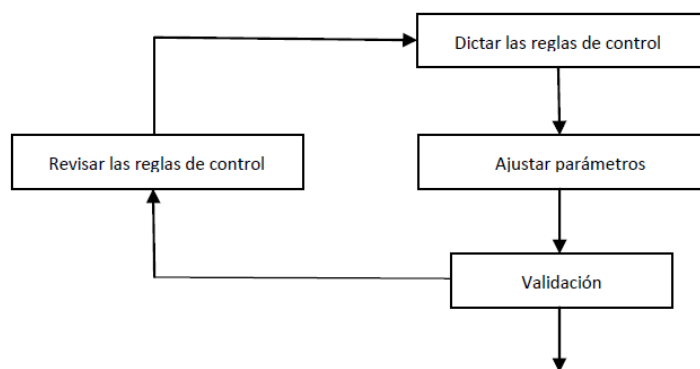 Dictar las reglas de control
Revisar las reglas de control
Ajustar parámetros
Validación